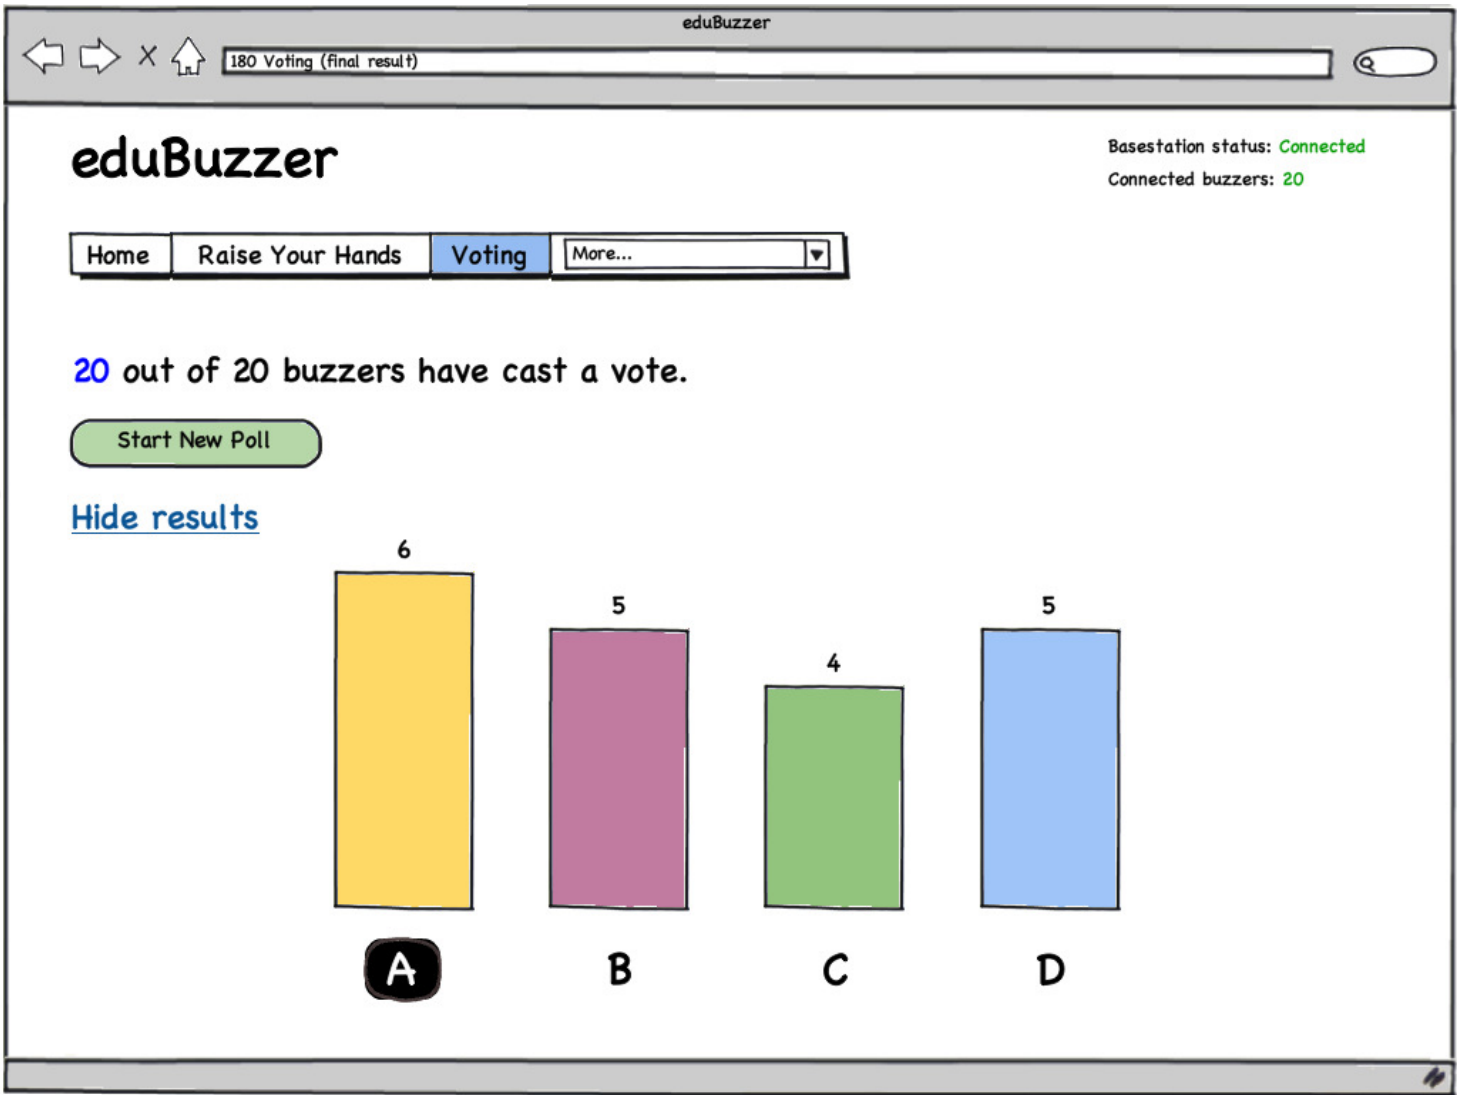 eduBuzzer
180 Voting (final result)
eduBuzzer
Basestation status: Connected
Connected buzzers: 20
Home Raise Your Hands Voting More...
20 out of 20 buzzers have cast a vote.
Start New Poll
Hide results
6
5
4
5
A B C D